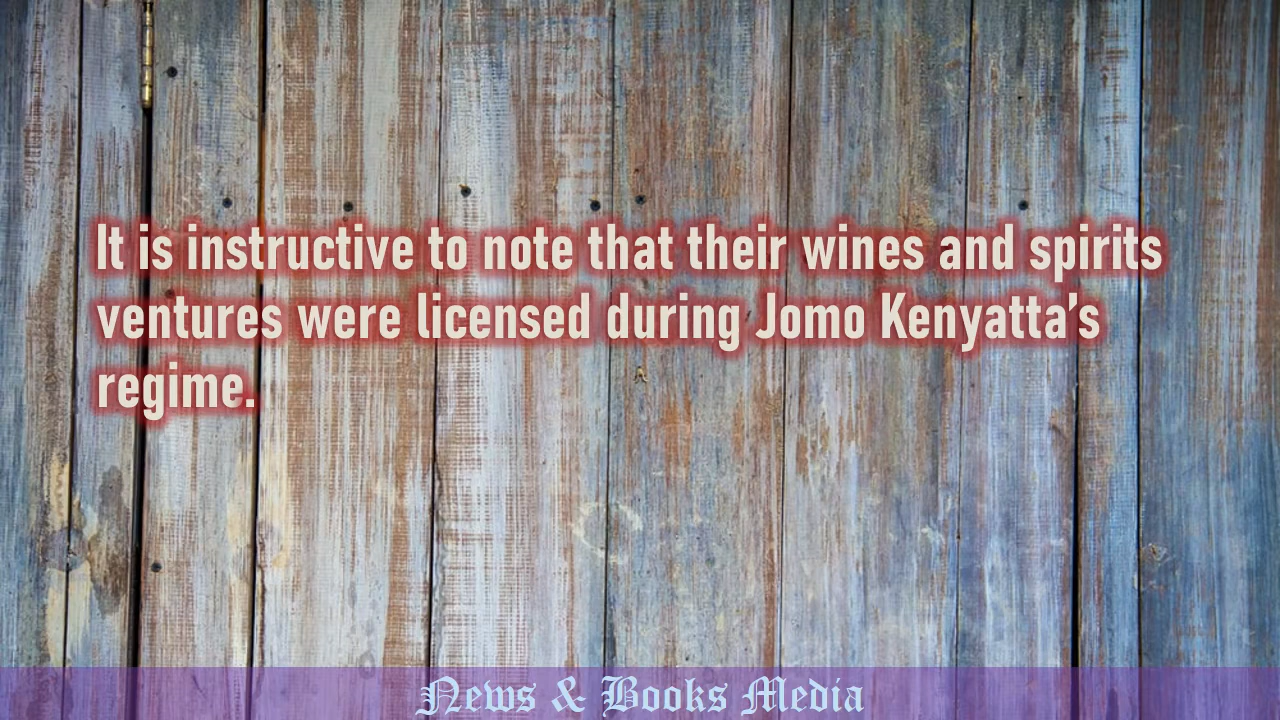 It is instructive to note that their wines and spirits
ventures were licensed during Jomo Kenyatta's
regime.
News & Books Media